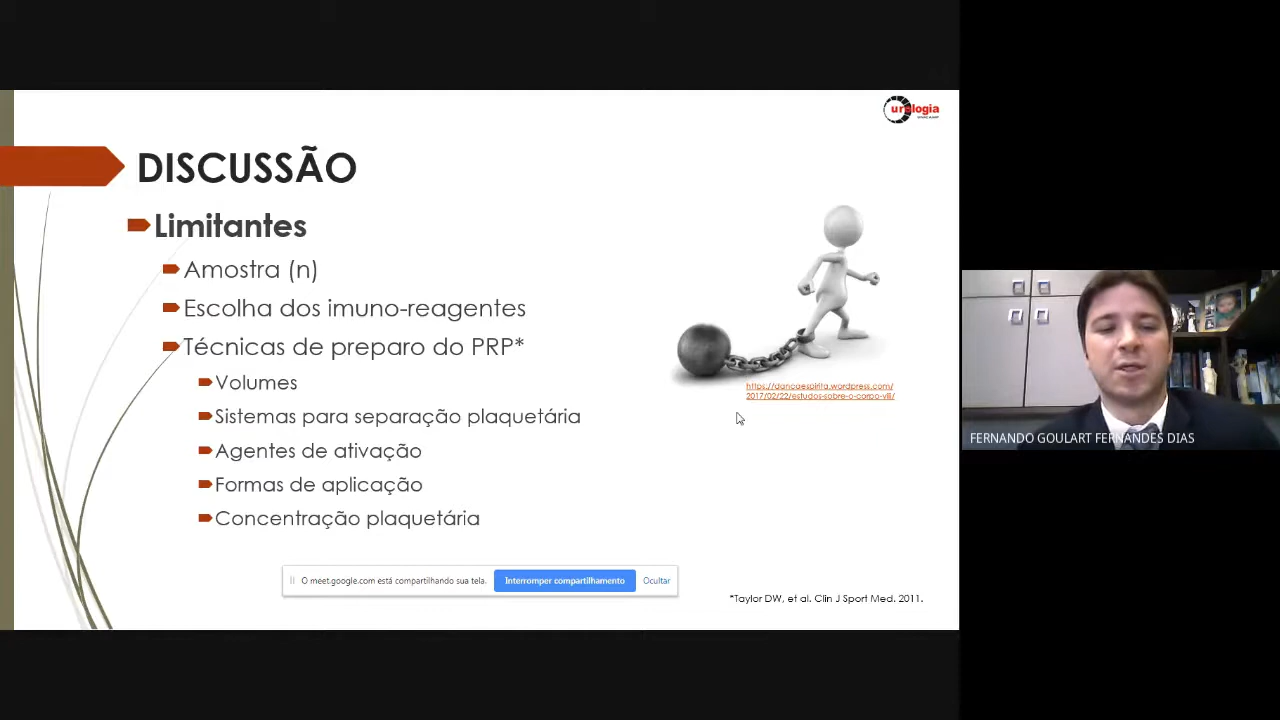 urologia
DISCUSSÃO
Limitantes
Amostra (n)
Escolha dos imuno-reagentes
Técnicas de preparo do PRP*
Volumes
Sistemas para separação plaquetária
Agentes de ativação
Formas de aplicação
Concentração plaquetária
https://dancaespirita.wordpress.com/
2017/02/22/estudos-sobre-o-corpo-viii/
O meet.google.com está compartilhando sua tela.
Interromper compartilhamento
Ocultar
*Taylor DW, et al. Clin J Sport Med. 2011.
FERNANDO GOULART FERNANDES DIAS